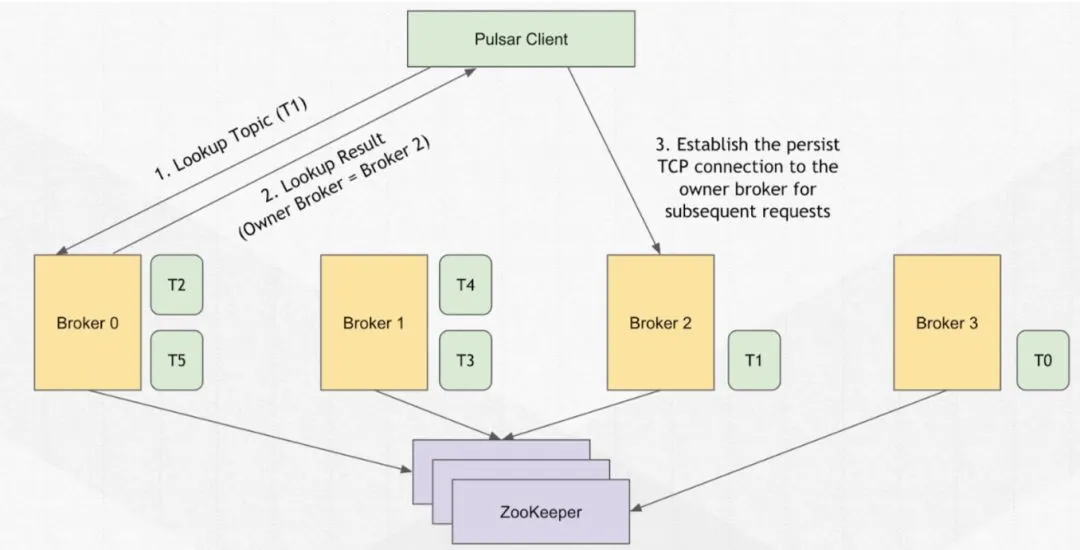 Pulsar Client
1. Lookup Topic (T1)
2. Lookup Result
(Owner Broker = Broker 2)
3. Establish the persist
TCP connection to the
owner broker for
subsequent requests
Broker 0
T2
T5
Broker 1
T4
T3
Broker 2
T1
Broker 3
T0
ZooKeeper